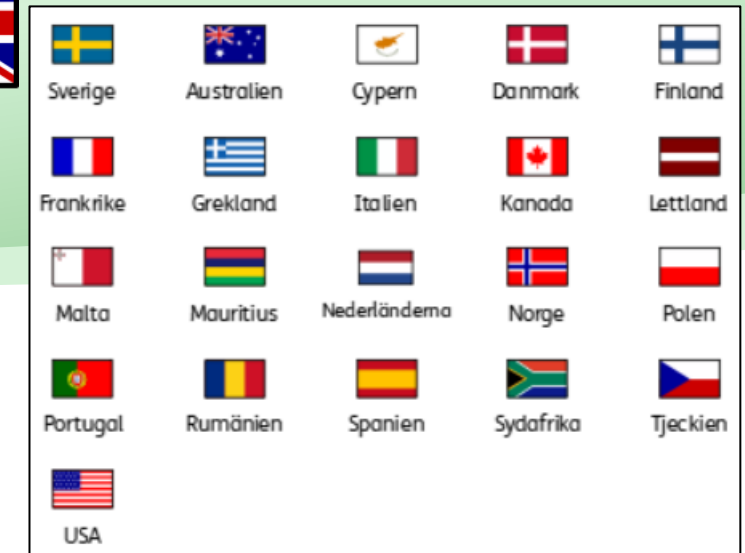 Sverige Australien Cypern Danmark Finland
Frankrike Grekland Italien Kanada Lettland
Malta Mauritius Nederländerna Norge Polen
Portugal Rumänien Spanien Sydafrika Tjeckien
USA